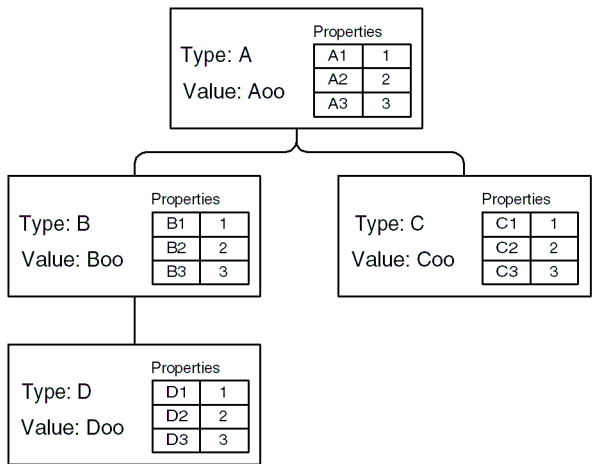 Properties
Type: A
Value: Aoo
A1 1
A2 2
A3 3
Properties
Type: B
Value: Boo
B1 1
B2 2
B3 3
Properties
Type: C
Value: Coo
C1 1
C2 2
C3 3
Properties
Type: D
Value: Doo
D1 1
D2 2
D3 3